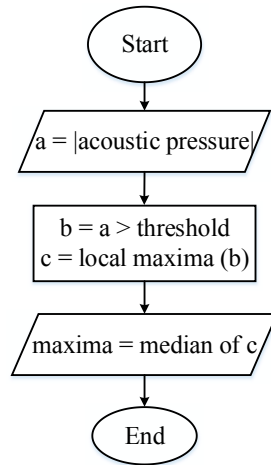 Start
a = |acoustic pressure|
b = a > threshold
c = local maxima (b)
maxima = median of c
End